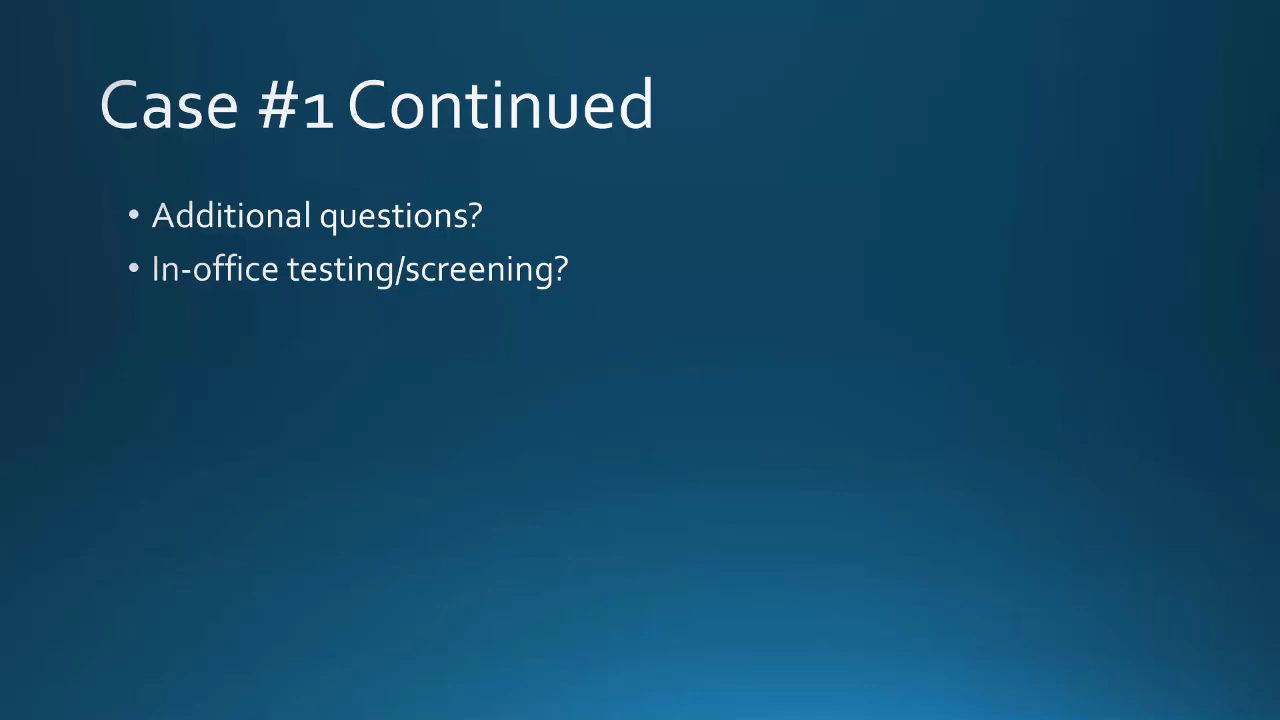 Case #1 Continued
• Additional questions?
• In-office testing/screening?